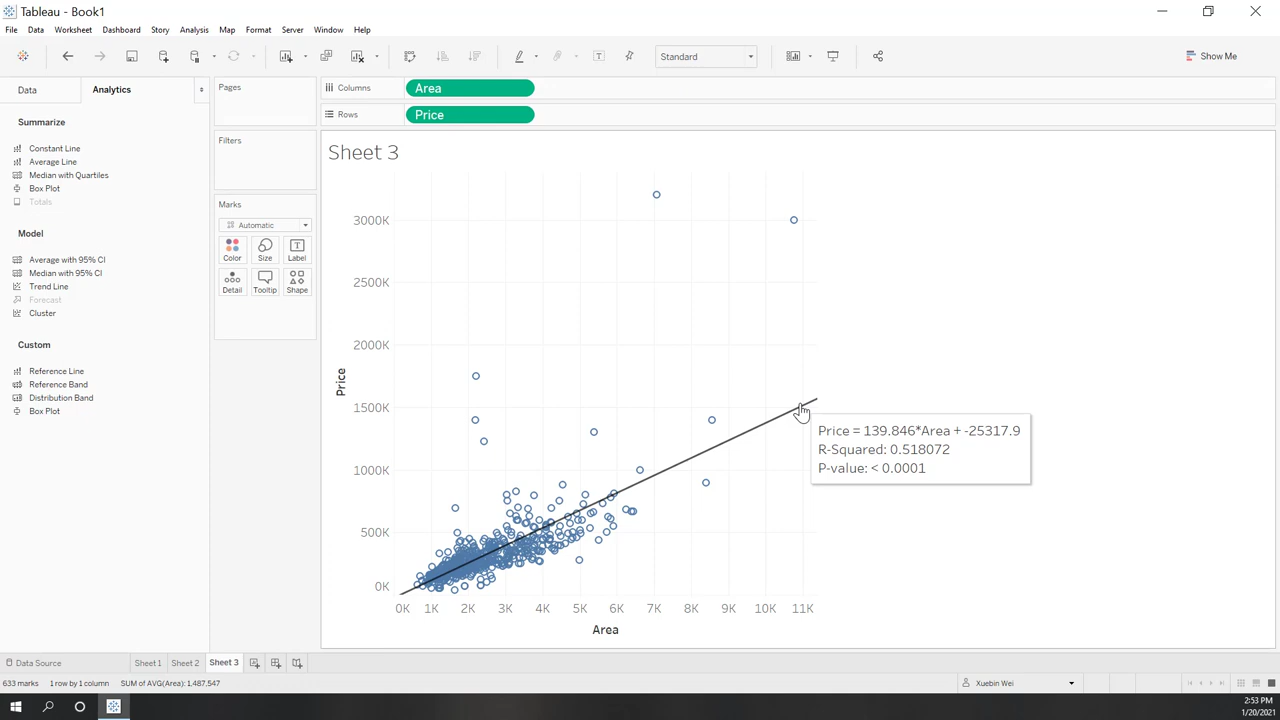 Tableau - Book1
File Data Worksheet Dashboard Story Analysis Map Format Server Window Help
Standard
Show Me
Data Analytics
Summarize
Constant Line
Average Line
Median with Quartiles
Box Plot
Totals
Model
Average with 95% CI
Median with 95% CI
Trend Line
Forecast
Cluster
Custom
Reference Line
Reference Band
Distribution Band
Box Plot
Pages
Filters
Marks
Automatic
Color Size Label
Detail Tooltip Shape
Columns Area
Rows Price
Sheet 3
3000K
2500K
2000K
1500K
1000K
500K
0K
Price
0K 1K 2K 3K 4K 5K 6K 7K 8K 9K 10K 11K
Area
Price = 139.846*Area + -25317.9
R-Squared: 0.518072
P-value: < 0.0001
Data Source Sheet 1 Sheet 2 Sheet 3
633 marks 1 row by 1 column SUM of AVG(Area): 1,487,547
Xuebin Wei
2:53 PM
1/20/2021